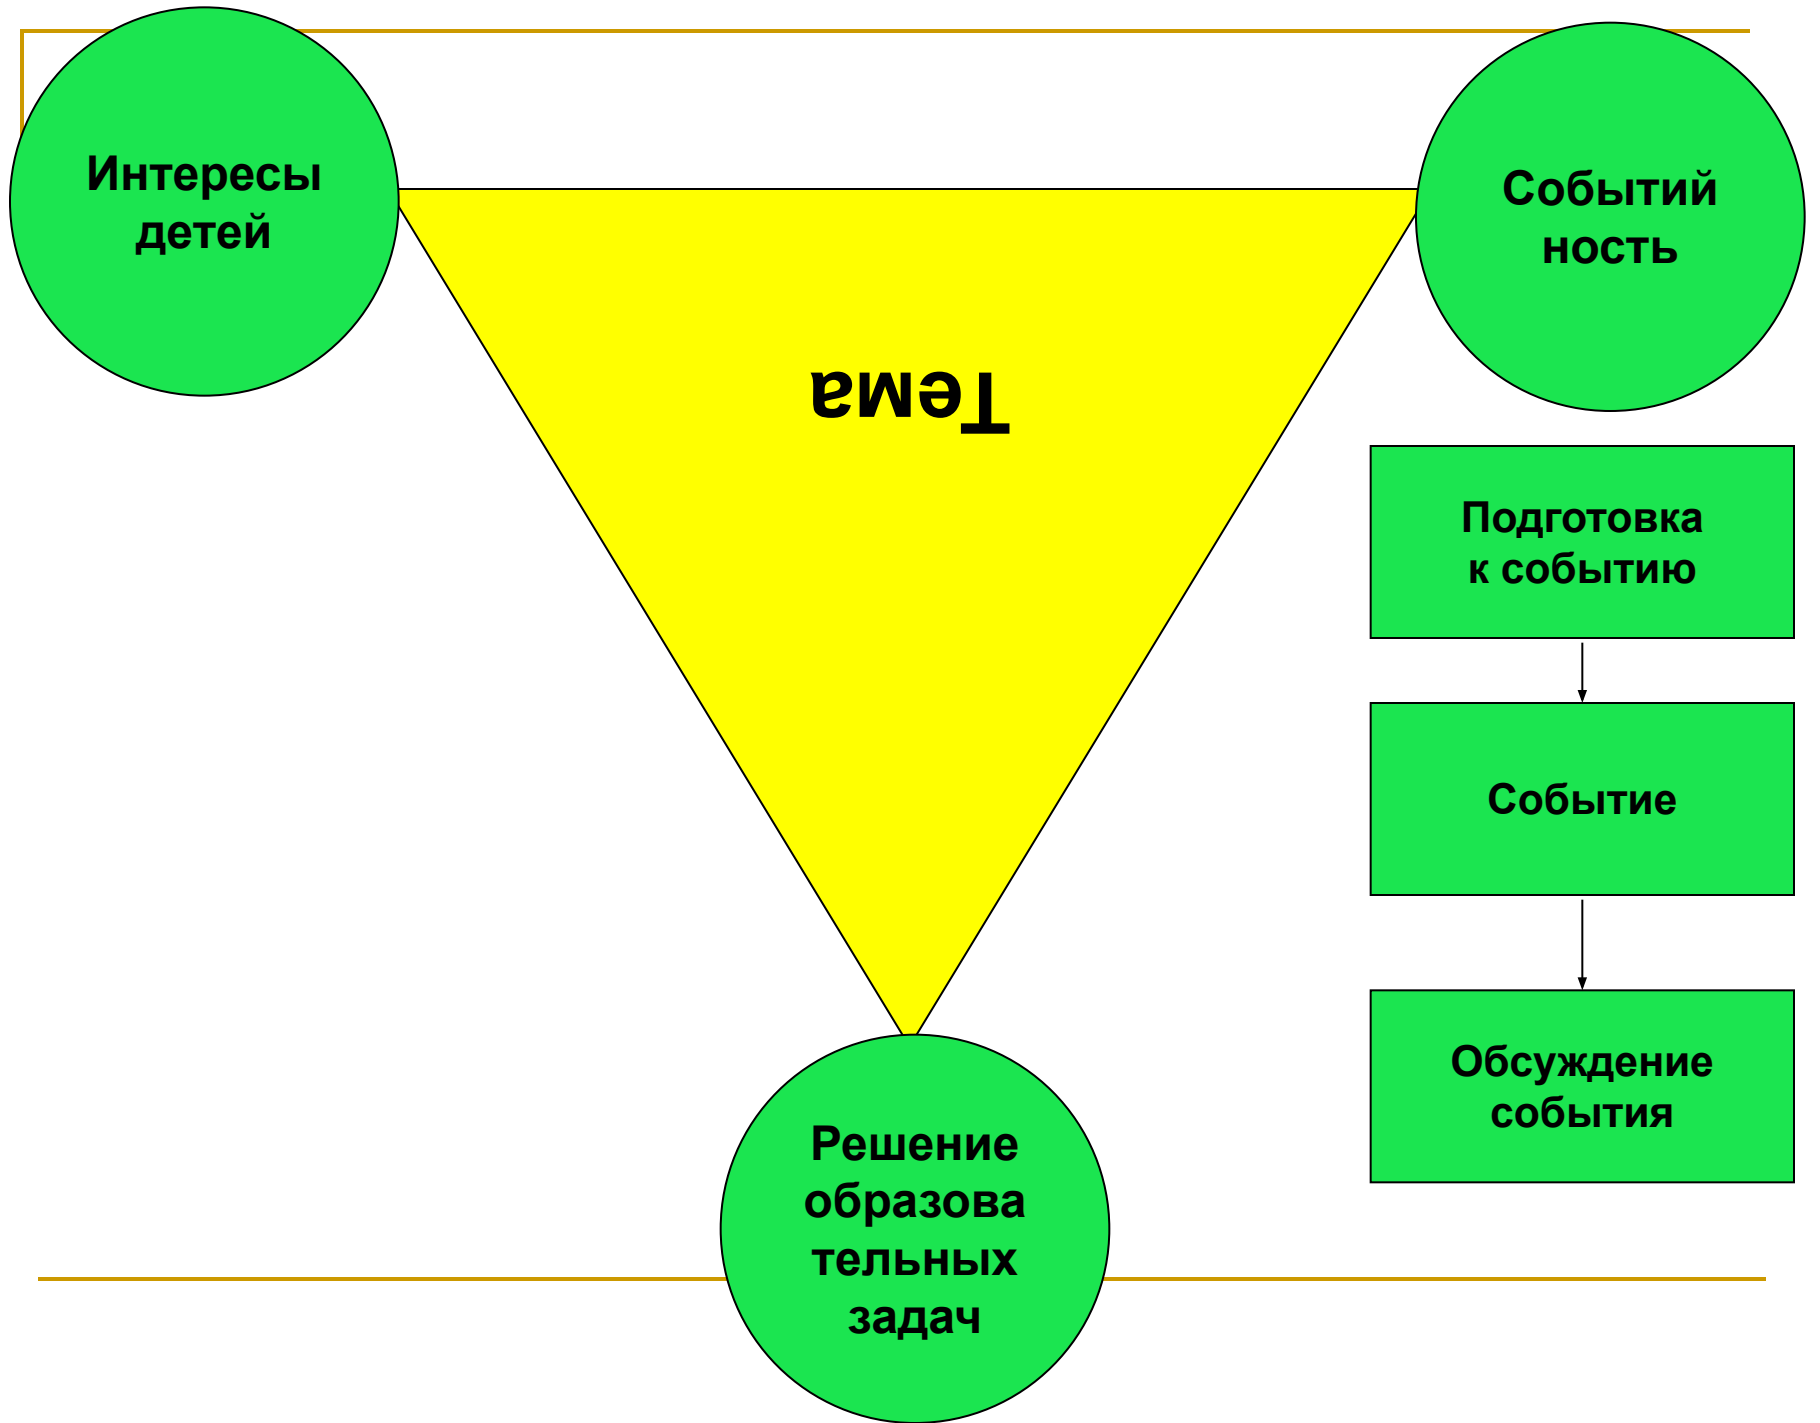 Интересы
детей
Событий
ность
Тема
Подготовка
к событию
Событие
Обсуждение
события
Решение
образова
тельных
задач